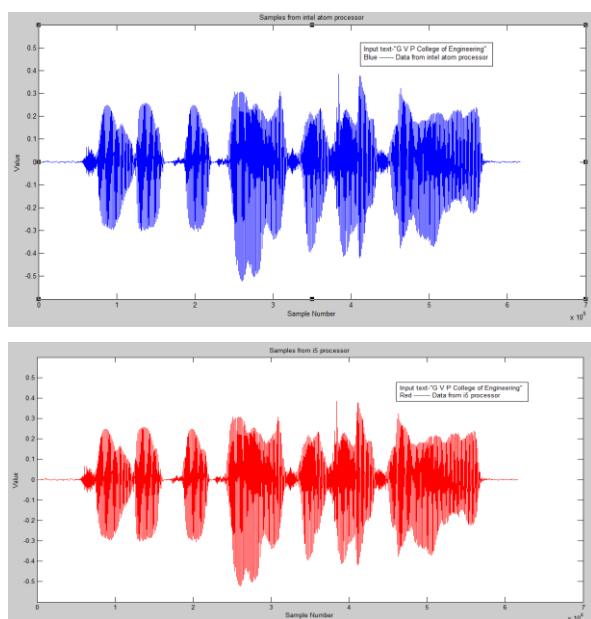 Samples from intel atom processor
Input text-"G V P College of Engineering"
Blue ------ Data from intel atom processor
0.5
0.4
0.3
0.2
0.1
0
-0.1
-0.2
-0.3
-0.4
-0.5
Value
0 1 2 3 4 5 6 7
Sample Number
Samples from i5 processor
Input text-"G V P College of Engineering"
Red ------- Data from i5 processor
0.5
0.4
0.3
0.2
0.1
0
-0.1
-0.2
-0.3
-0.4
-0.5
Value
0 1 2 3 4 5 6 7
Sample Number